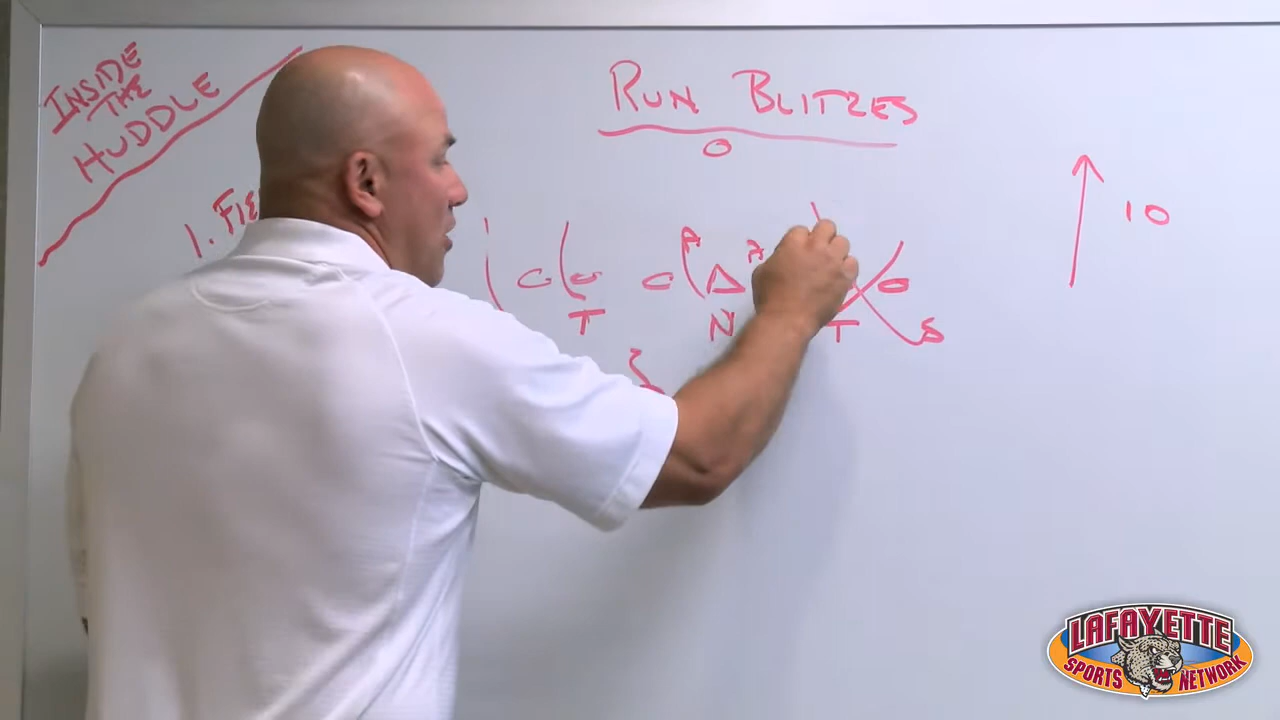 INSIDE
THE
HUDDLE
RUN BLITZES
O
1. FIE
10
A
A
T
N
T
S
LAFAYETTE
SPORTS NETWORK